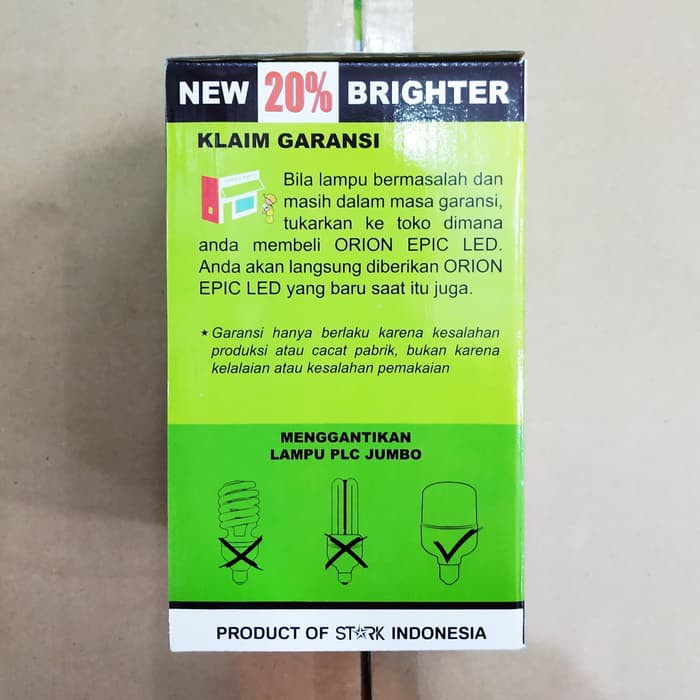 NEW 20% BRIGHTER
KLAIM GARANSI
Bila lampu bermasalah dan
masih dalam masa garansi,
tukarkan ke toko dimana
anda membeli ORION EPIC LED.
Anda akan langsung diberikan ORION
EPIC LED yang baru saat itu juga.
★ Garansi hanya berlaku karena kesalahan
produksi atau cacat pabrik, bukan karena
kelalaian atau kesalahan pemakaian
MENGGANTIKAN
LAMPU PLC JUMBO
PRODUCT OF STARK INDONESIA